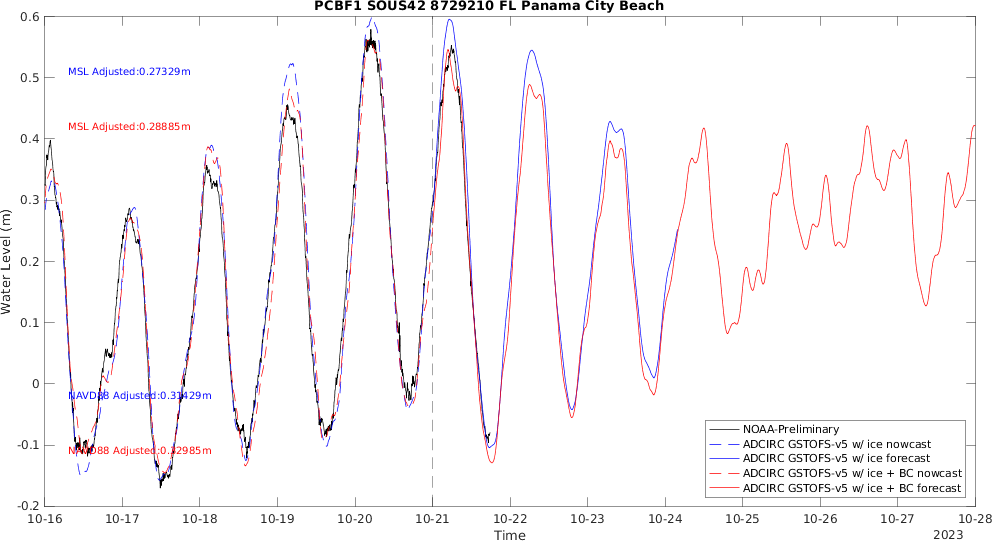 PCBF1 SOUS42 8729210 FL Panama City Beach
Water Level (m)
0.6
0.5
0.4
0.3
0.2
0.1
0
-0.1
-0.2
MSL Adjusted:0.27329m
MSL Adjusted:0.28885m
NAVD88 Adjusted:0.31429m
NAVD88 Adjusted:0.32985m
NOAA-Preliminary
ADCIRC GSTOFS-v5 w/ ice nowcast
ADCIRC GSTOFS-v5 w/ ice forecast
ADCIRC GSTOFS-v5 w/ ice + BC nowcast
ADCIRC GSTOFS-v5 w/ ice + BC forecast
10-16 10-17 10-18 10-19 10-20 10-21 10-22 10-23 10-24 10-25 10-26 10-27 10-28
Time
2023